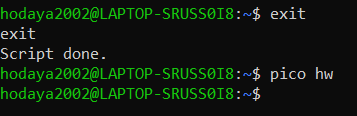 hodaya2002@LAPTOP-SRUSS0I8:~$ exit
exit
Script done.
hodaya2002@LAPTOP-SRUSS0I8:~$ pico hw
hodaya2002@LAPTOP-SRUSS0I8:~$